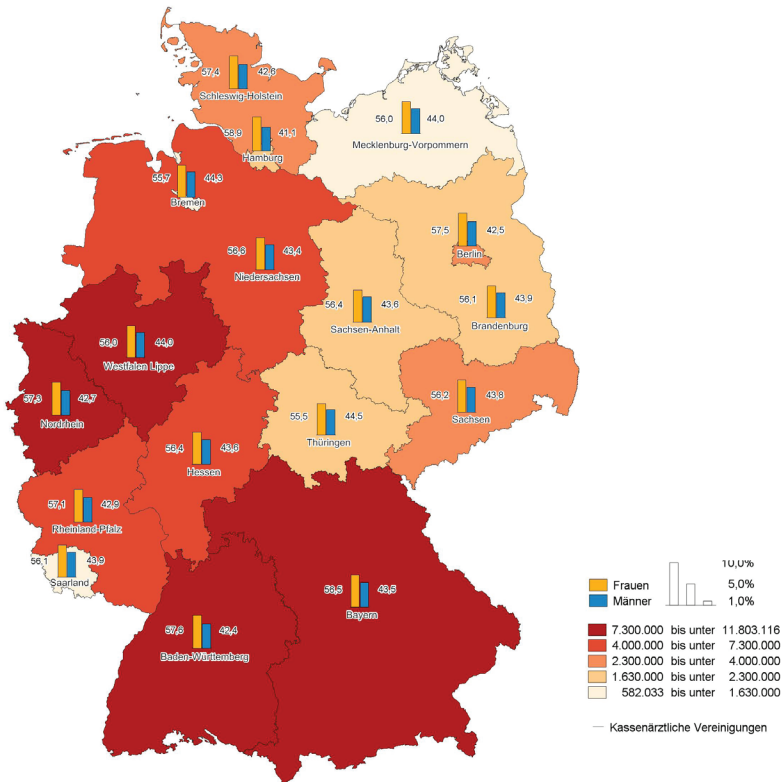 57,4 42,6
Schleswig-Holstein
58,9 41,1
Hamburg
56,0 44,0
Mecklenburg-Vorpommern
55,7 44,3
Bremen
57,5 42,5
Berlin
56,6 43,4
Niedersachsen
56,4 43,6
Sachsen-Anhalt
56,1 43,9
Brandenburg
56,0 44,0
Westfalen Lippe
57,3 42,7
Nordrhein
56,2 43,8
Sachsen
55,5 44,5
Thüringen
56,4 43,6
Hessen
57,1 42,9
Rheinland-Pfalz
56,1 43,9
Saarland
56,5 43,5
Bayern
57,6 42,4
Baden-Württemberg
10,0%
Frauen 5,0%
Männer 1,0%
7.300.000 bis unter 11.803.116
4.000.000 bis unter 7.300.000
2.300.000 bis unter 4.000.000
1.630.000 bis unter 2.300.000
582.033 bis unter 1.630.000
Kassenärztliche Vereinigungen